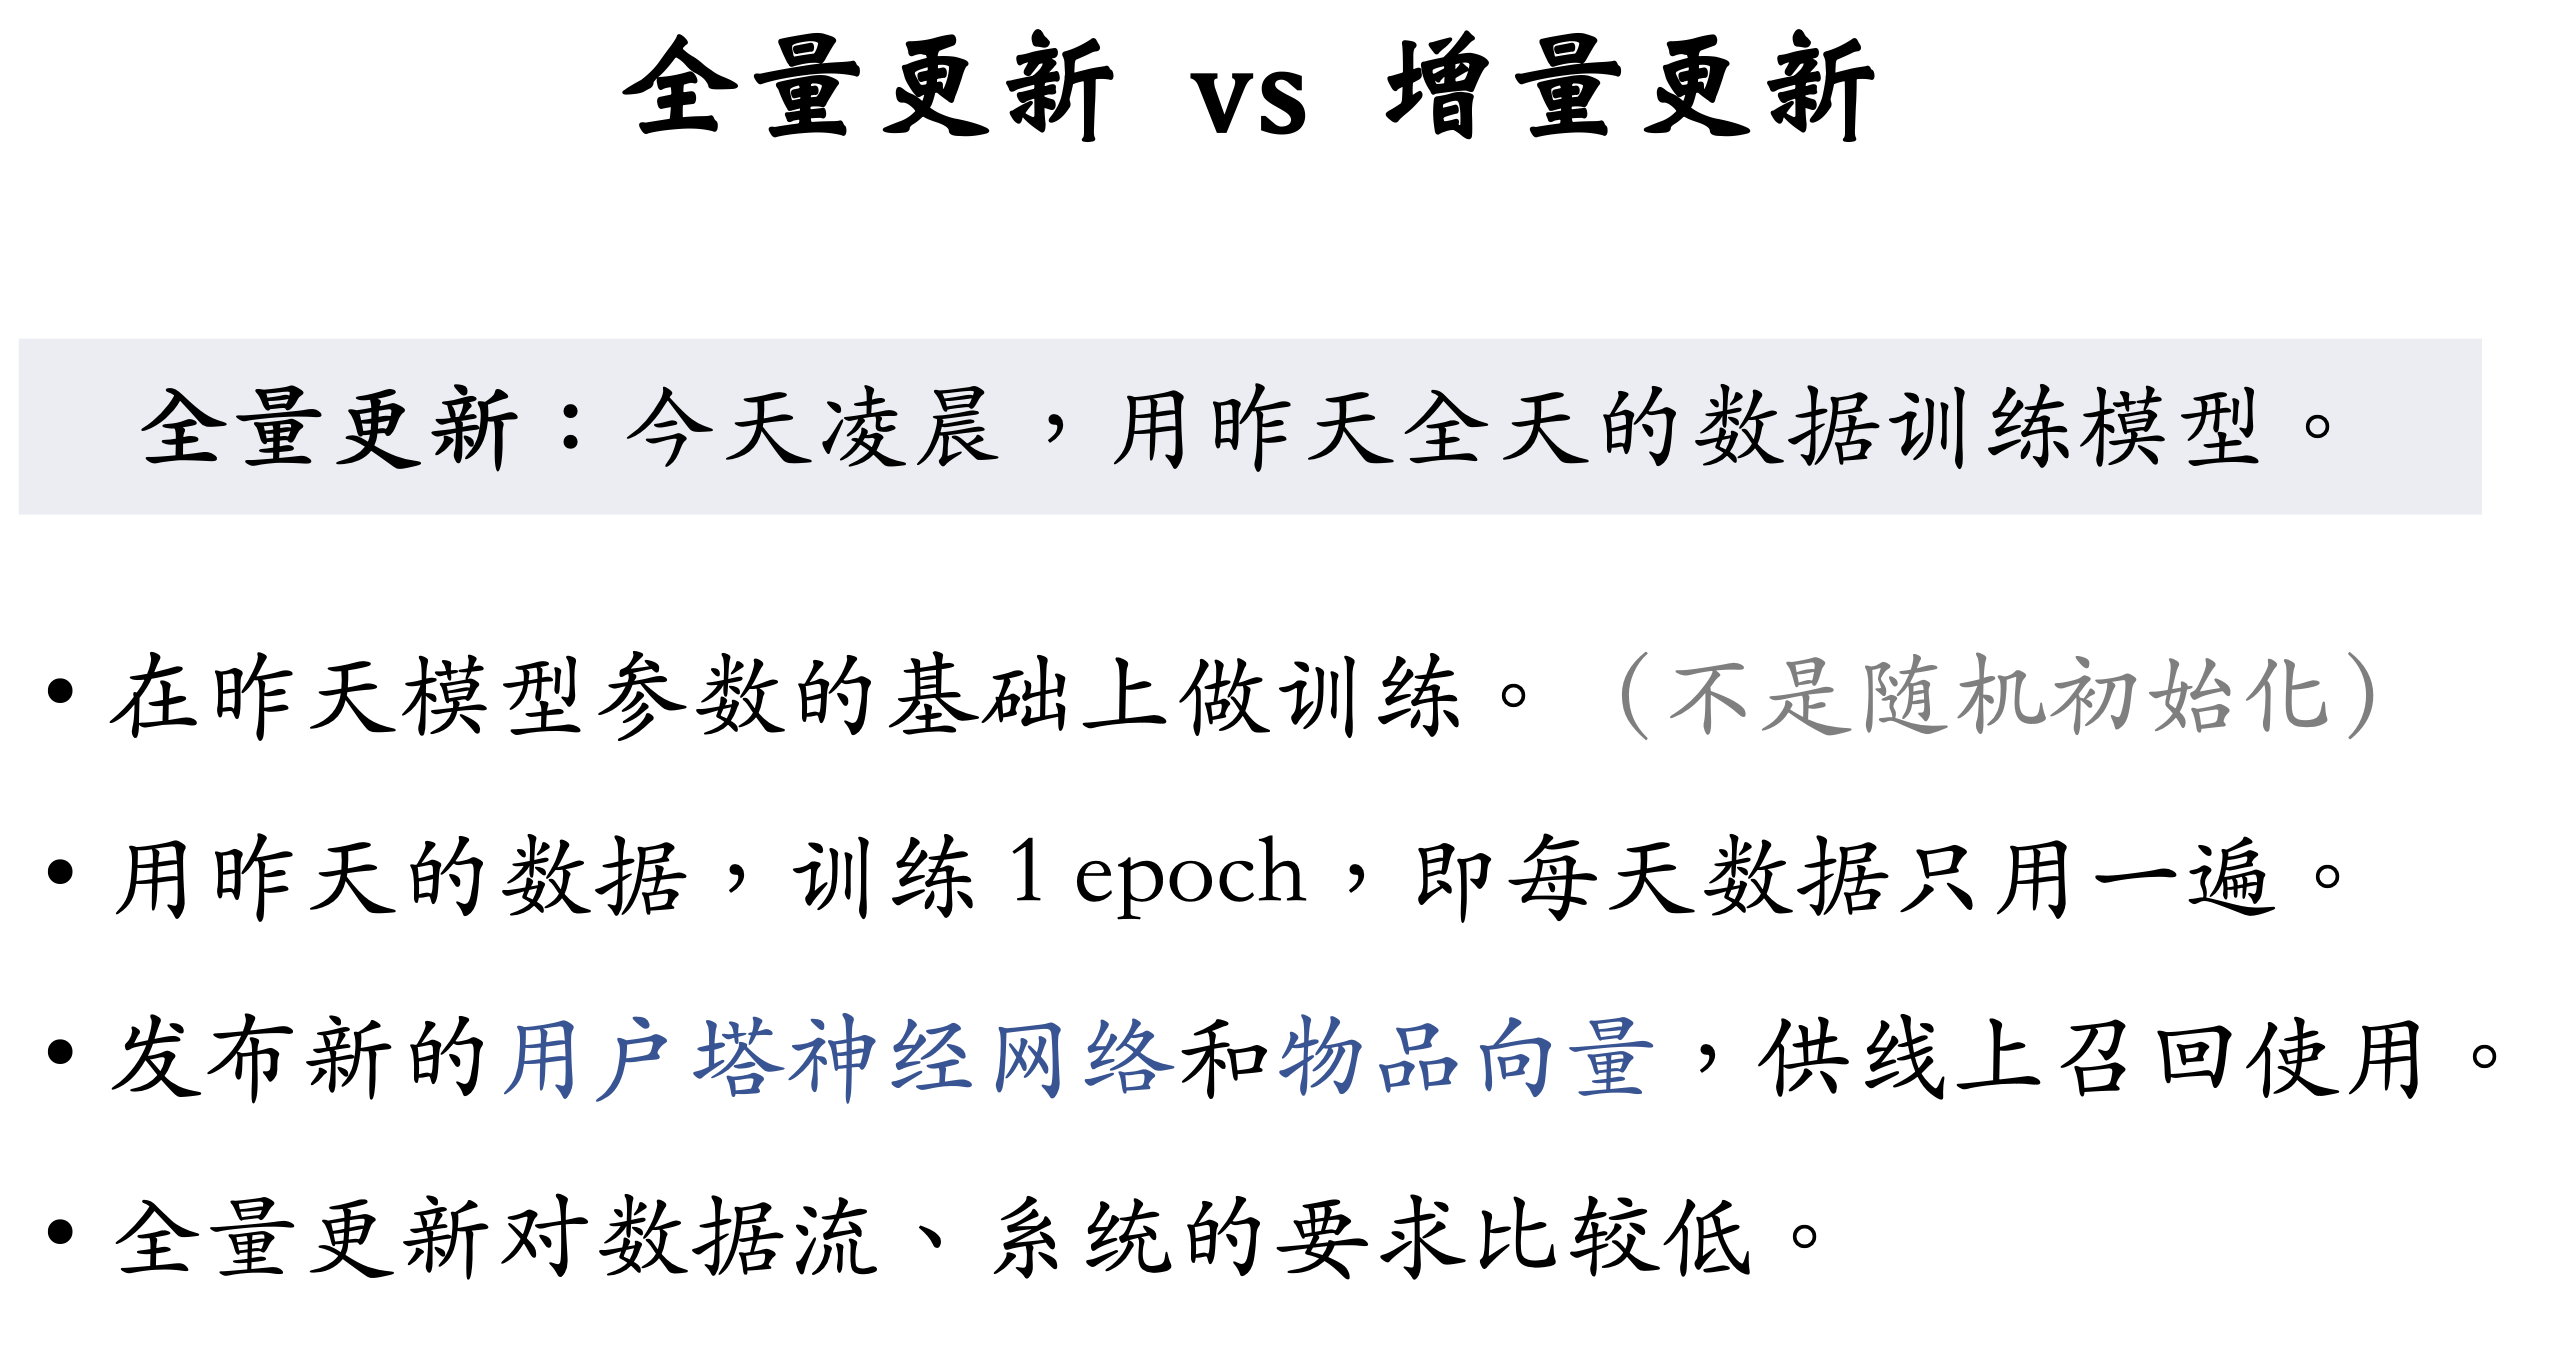 全量更新 vs 增量更新
全量更新：今天凌晨，用昨天全天的数据训练模型。
• 在昨天模型参数的基础上做训练。（不是随机初始化）
• 用昨天的数据，训练 1 epoch，即每天数据只用一遍。
• 发布新的用户塔神经网络和物品向量，供线上召回使用。
• 全量更新对数据流、系统的要求比较低。